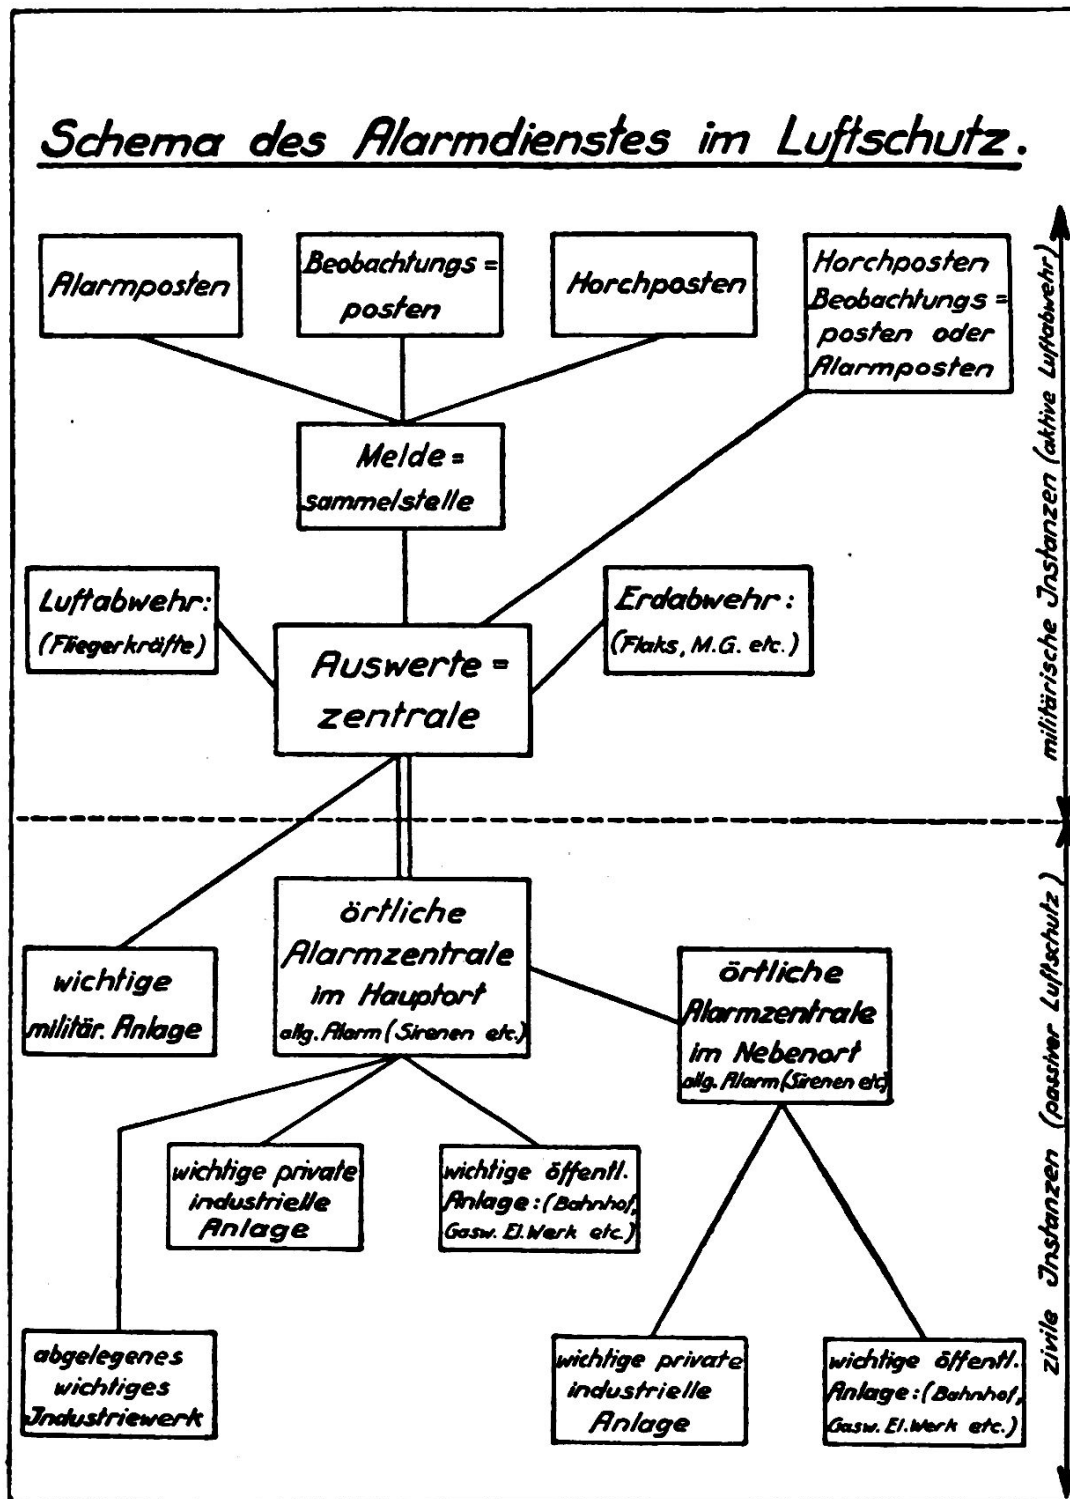 Schema des Alarmdienstes im Luftschutz.
Alarmposten
Beobachtungs=
posten
Horchposten
Horchposten
Beobachtungs=
posten oder
Alarmposten
Melde=
sammelstelle
Luftabwehr:
(Fliegerkräfte)
Erdabwehr:
(Flaks, M.G. etc.)
Auswerte=
zentrale
militärische Instanzen (aktive Luftabwehr)
örtliche
Alarmzentrale
im Hauptort
allg. Alarm (Sirenen etc.)
wichtige
militär. Anlage
örtliche
Alarmzentrale
im Nebenort
allg. Alarm (Sirenen etc)
wichtige private
industrielle
Anlage
wichtige öffentl.
Anlage: (Bahnhof,
Gasw. El. Werk etc.)
abgelegenes
wichtiges
Industriewerk
wichtige private
industrielle
Anlage
wichtige öffentl.
Anlage: (Bahnhof,
Gasw. El. Werk etc.)
zivile Instanzen (passiver Luftschutz)